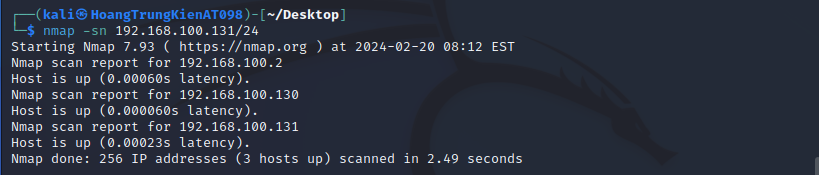 ┌──(kali㉿HoangTrungKienAT098)-[~/Desktop]
└─$ nmap -sn 192.168.100.131/24
Starting Nmap 7.93 ( https://nmap.org ) at 2024-02-20 08:12 EST
Nmap scan report for 192.168.100.2
Host is up (0.00060s latency).
Nmap scan report for 192.168.100.130
Host is up (0.000060s latency).
Nmap scan report for 192.168.100.131
Host is up (0.00023s latency).
Nmap done: 256 IP addresses (3 hosts up) scanned in 2.49 seconds